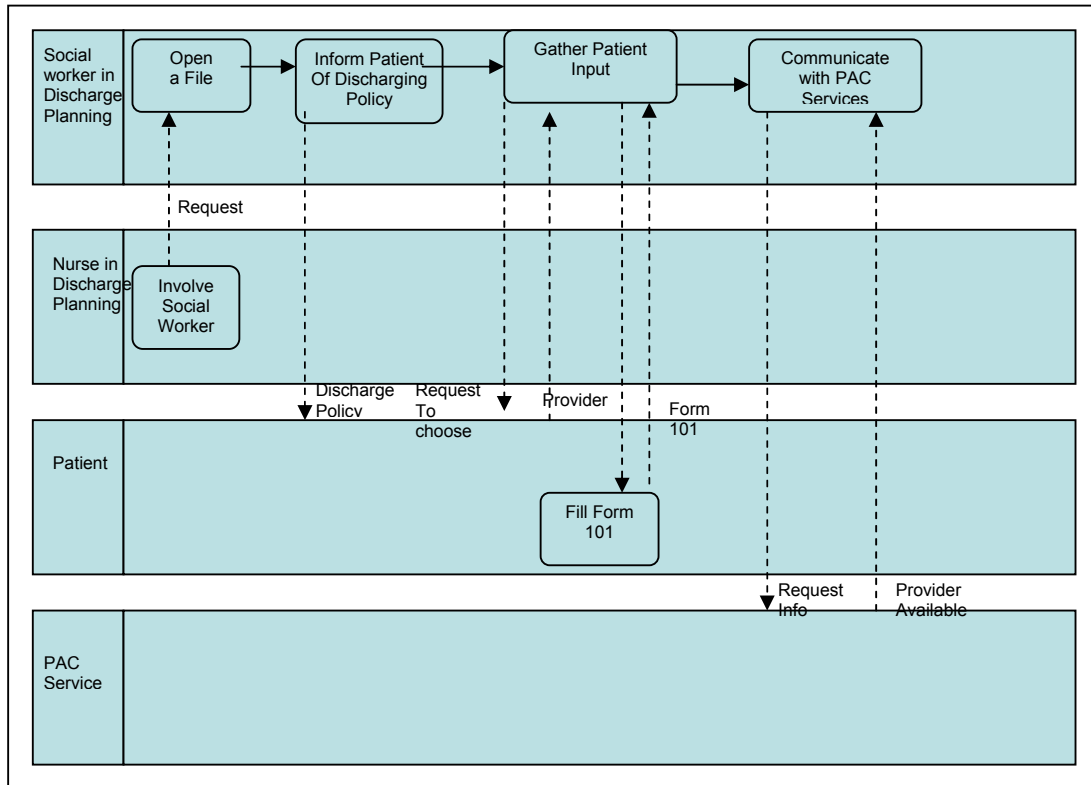 Social
worker in
Discharge
Planning
Open
a File
Inform Patient
Of Discharging
Policy
Gather Patient
Input
Communicate
with PAC
Services
Request
Nurse in
Discharge
Planning
Involve
Social
Worker
Discharge
Policy
Request
To
choose
Provider
Form
101
Patient
Fill Form
101
Request
Info
Provider
Available
PAC
Service